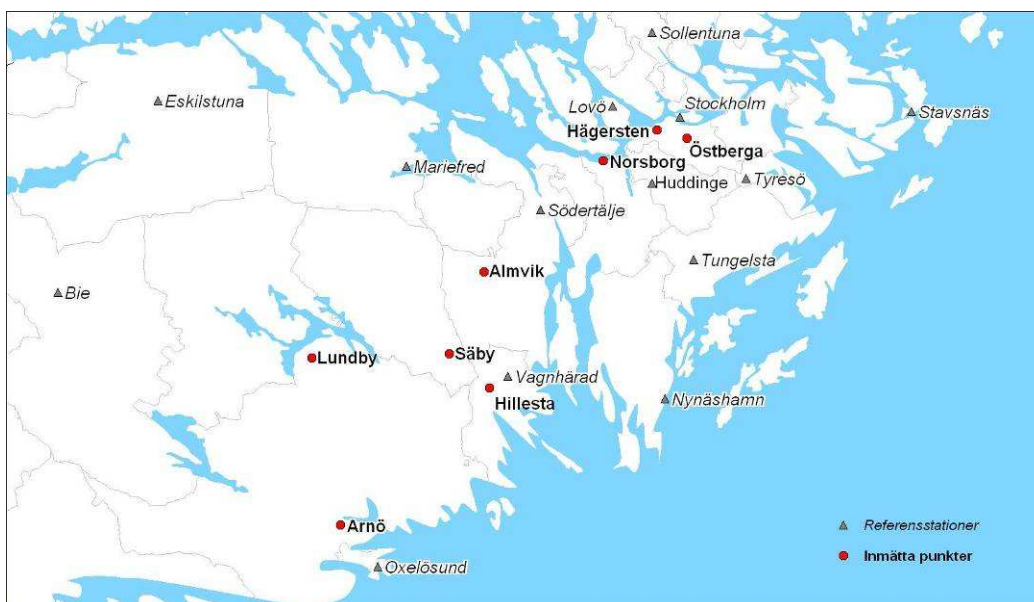 Sollentuna
Eskilstuna
Lovö
Stockholm
Stavsnäs
Hägersten
Östberga
Norsborg
Mariefred
Huddinge
Tyresö
Södertälje
Tungelsta
Almvik
Bie
Lundby
Säby
Vagnhärad
Hillesta
Nynäshamn
Arnö
Referensstationer
Inmätta punkter
Oxelösund